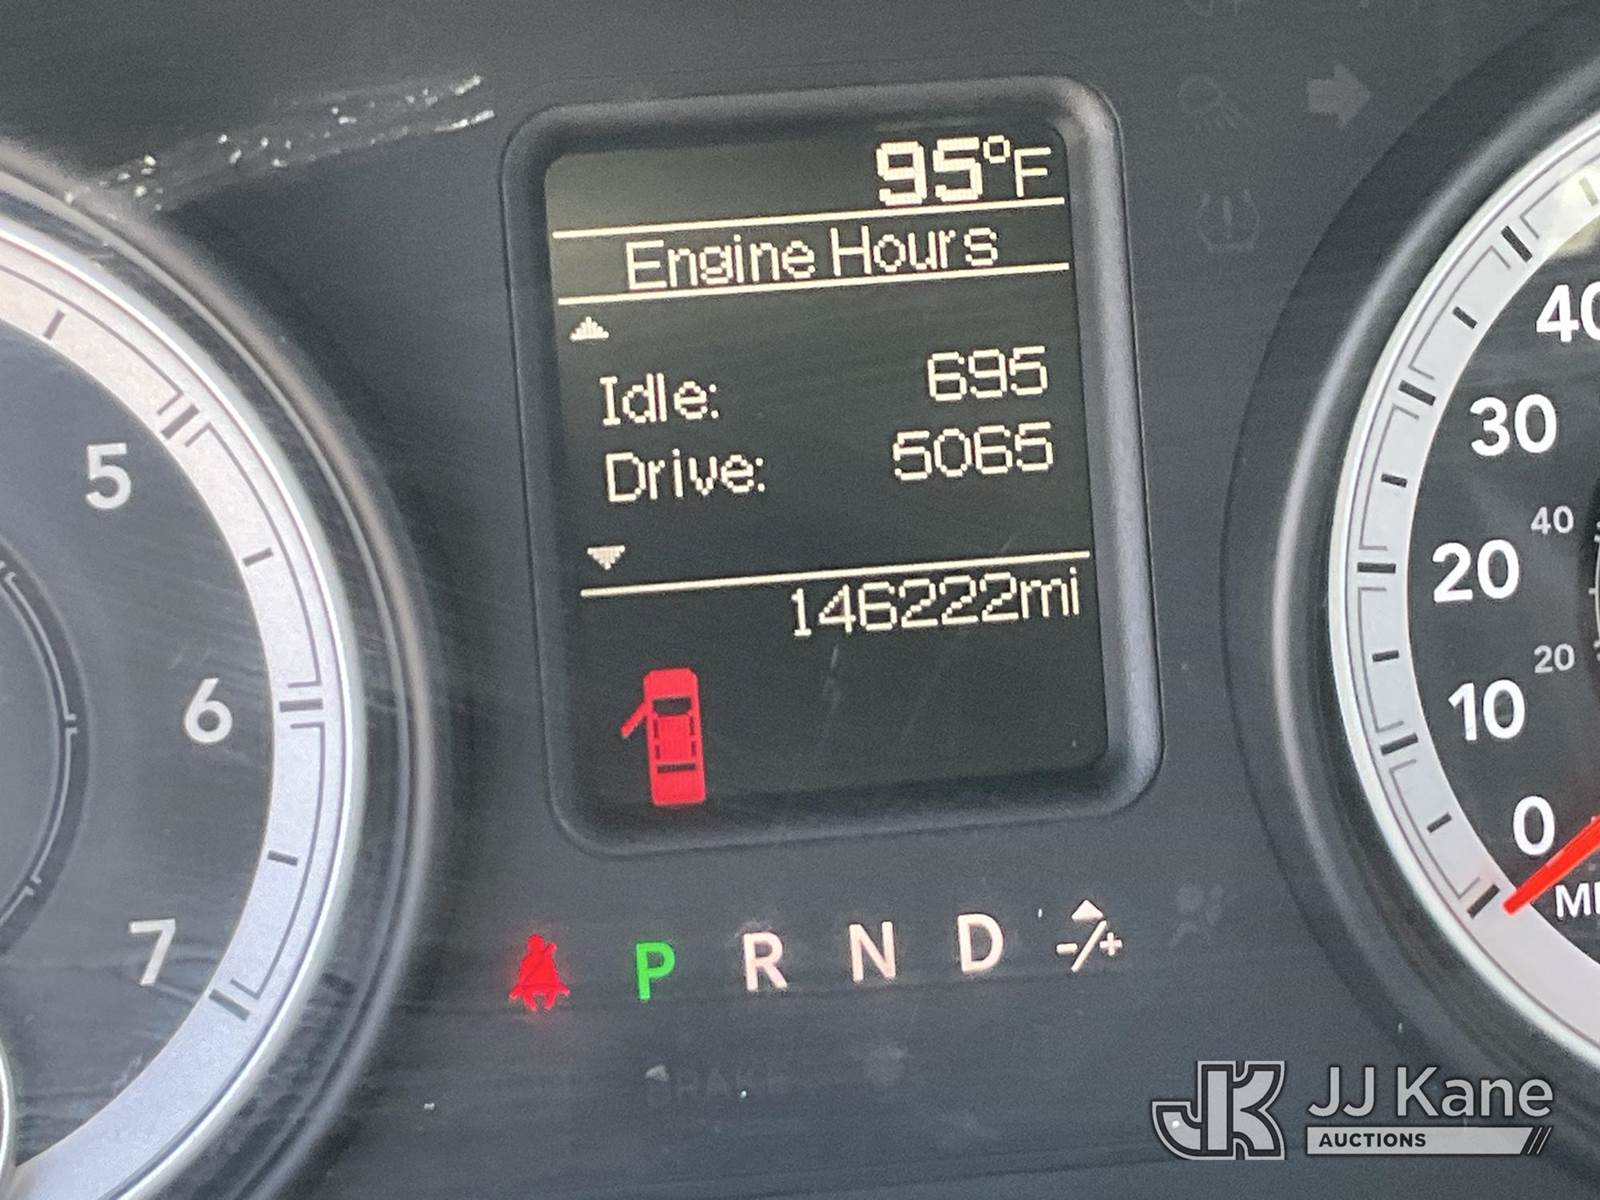 95°F
Engine Hours
Idle: 695
Drive: 5065
146222mi
5
6
7
40
30
20
10
0
40
20
P R N D -/+
BRAKE
JJ Kane
AUCTIONS